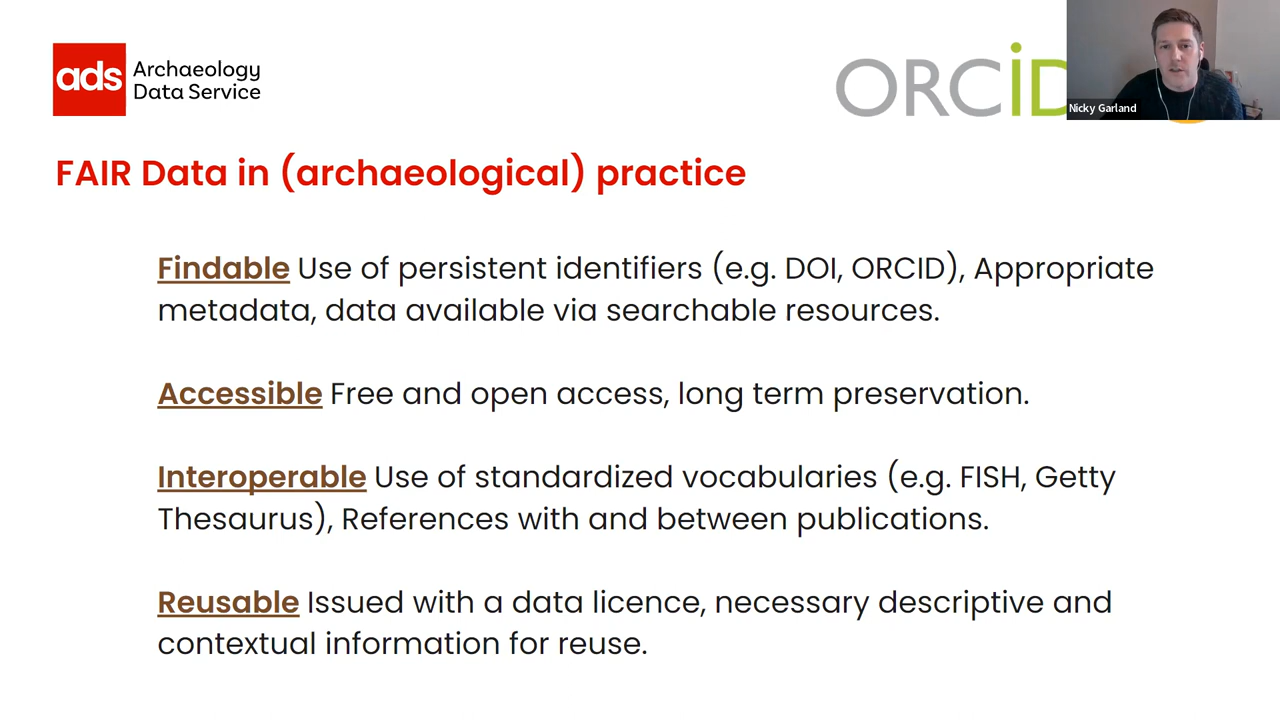 ads Archaeology
Data Service
ORCiD
Nicky Garland
FAIR Data in (archaeological) practice
Findable Use of persistent identifiers (e.g. DOI, ORCID), Appropriate
metadata, data available via searchable resources.
Accessible Free and open access, long term preservation.
Interoperable Use of standardized vocabularies (e.g. FISH, Getty
Thesaurus), References with and between publications.
Reusable Issued with a data licence, necessary descriptive and
contextual information for reuse.